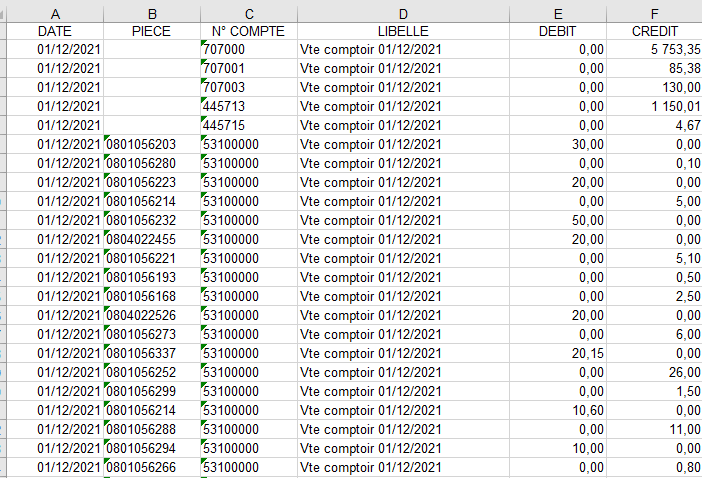 A B C D E F
DATE PIECE N° COMPTE LIBELLE DEBIT CREDIT
01/12/2021 707000 Vte comptoir 01/12/2021 0,00 5 753,35
01/12/2021 707001 Vte comptoir 01/12/2021 0,00 85,38
01/12/2021 707003 Vte comptoir 01/12/2021 0,00 130,00
01/12/2021 445713 Vte comptoir 01/12/2021 0,00 1 150,01
01/12/2021 445715 Vte comptoir 01/12/2021 0,00 4,67
01/12/2021 0801056203 53100000 Vte comptoir 01/12/2021 30,00 0,00
01/12/2021 0801056280 53100000 Vte comptoir 01/12/2021 0,00 0,10
01/12/2021 0801056223 53100000 Vte comptoir 01/12/2021 20,00 0,00
01/12/2021 0801056214 53100000 Vte comptoir 01/12/2021 0,00 5,00
01/12/2021 0801056232 53100000 Vte comptoir 01/12/2021 50,00 0,00
01/12/2021 0804022455 53100000 Vte comptoir 01/12/2021 20,00 0,00
01/12/2021 0801056221 53100000 Vte comptoir 01/12/2021 0,00 5,10
01/12/2021 0801056193 53100000 Vte comptoir 01/12/2021 0,00 0,50
01/12/2021 0801056168 53100000 Vte comptoir 01/12/2021 0,00 2,50
01/12/2021 0804022526 53100000 Vte comptoir 01/12/2021 20,00 0,00
01/12/2021 0801056273 53100000 Vte comptoir 01/12/2021 0,00 6,00
01/12/2021 0801056337 53100000 Vte comptoir 01/12/2021 20,15 0,00
01/12/2021 0801056252 53100000 Vte comptoir 01/12/2021 0,00 26,00
01/12/2021 0801056299 53100000 Vte comptoir 01/12/2021 0,00 1,50
01/12/2021 0801056214 53100000 Vte comptoir 01/12/2021 10,60 0,00
01/12/2021 0801056288 53100000 Vte comptoir 01/12/2021 0,00 11,00
01/12/2021 0801056294 53100000 Vte comptoir 01/12/2021 10,00 0,00
01/12/2021 0801056266 53100000 Vte comptoir 01/12/2021 0,00 0,80